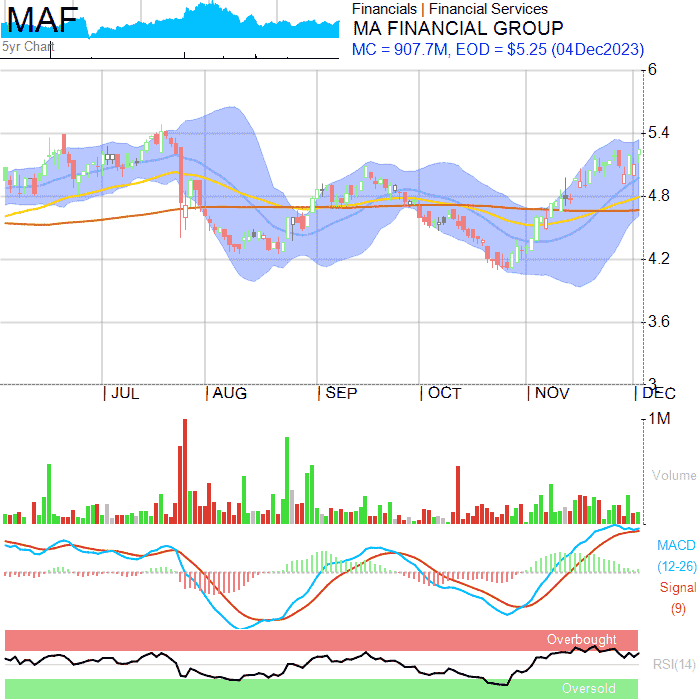 MAF
Financials | Financial Services
MA FINANCIAL GROUP
5yr Chart
MC = 907.7M, EOD = $5.25 (04Dec2023)
6
5.4
4.8
4.2
3.6
3
JUL AUG SEP OCT NOV DEC
1M
Volume
MACD
(12-26)
Signal
(9)
Overbought
RSI(14)
Oversold